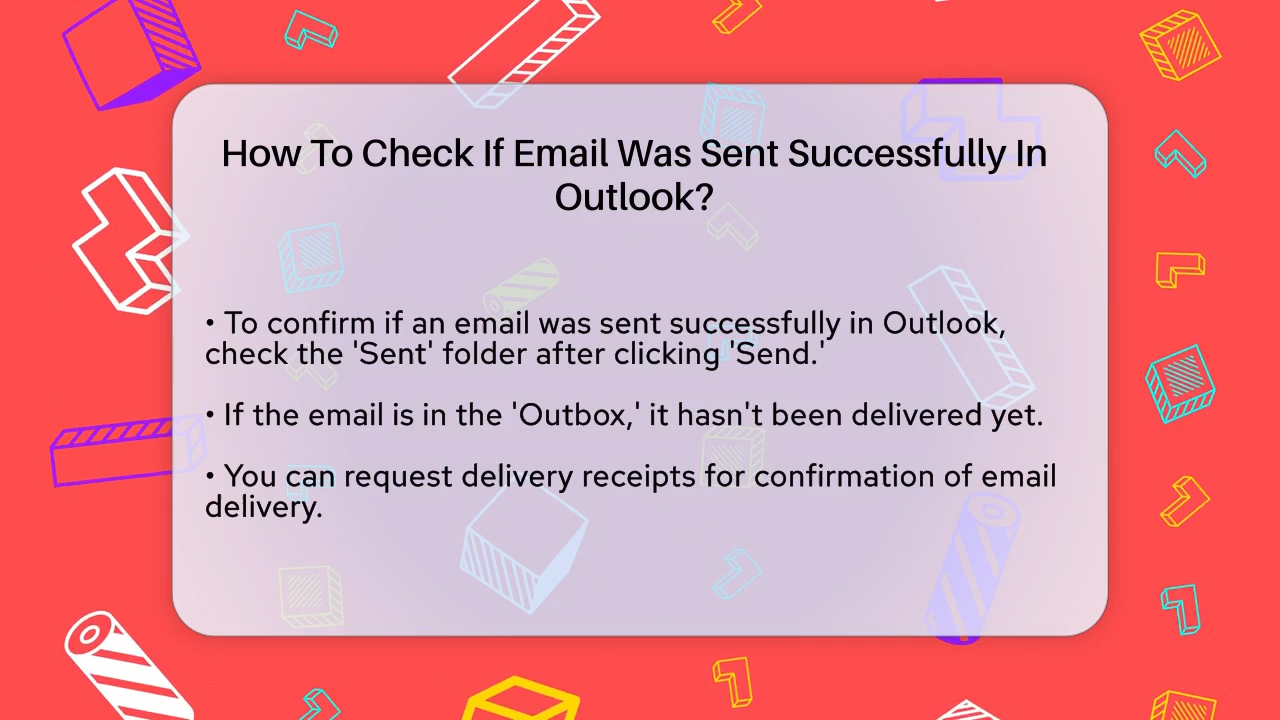 How To Check If Email Was Sent Successfully In
Outlook?
• To confirm if an email was sent successfully in Outlook,
check the 'Sent' folder after clicking 'Send.'
• If the email is in the 'Outbox,' it hasn't been delivered yet.
• You can request delivery receipts for confirmation of email
delivery.